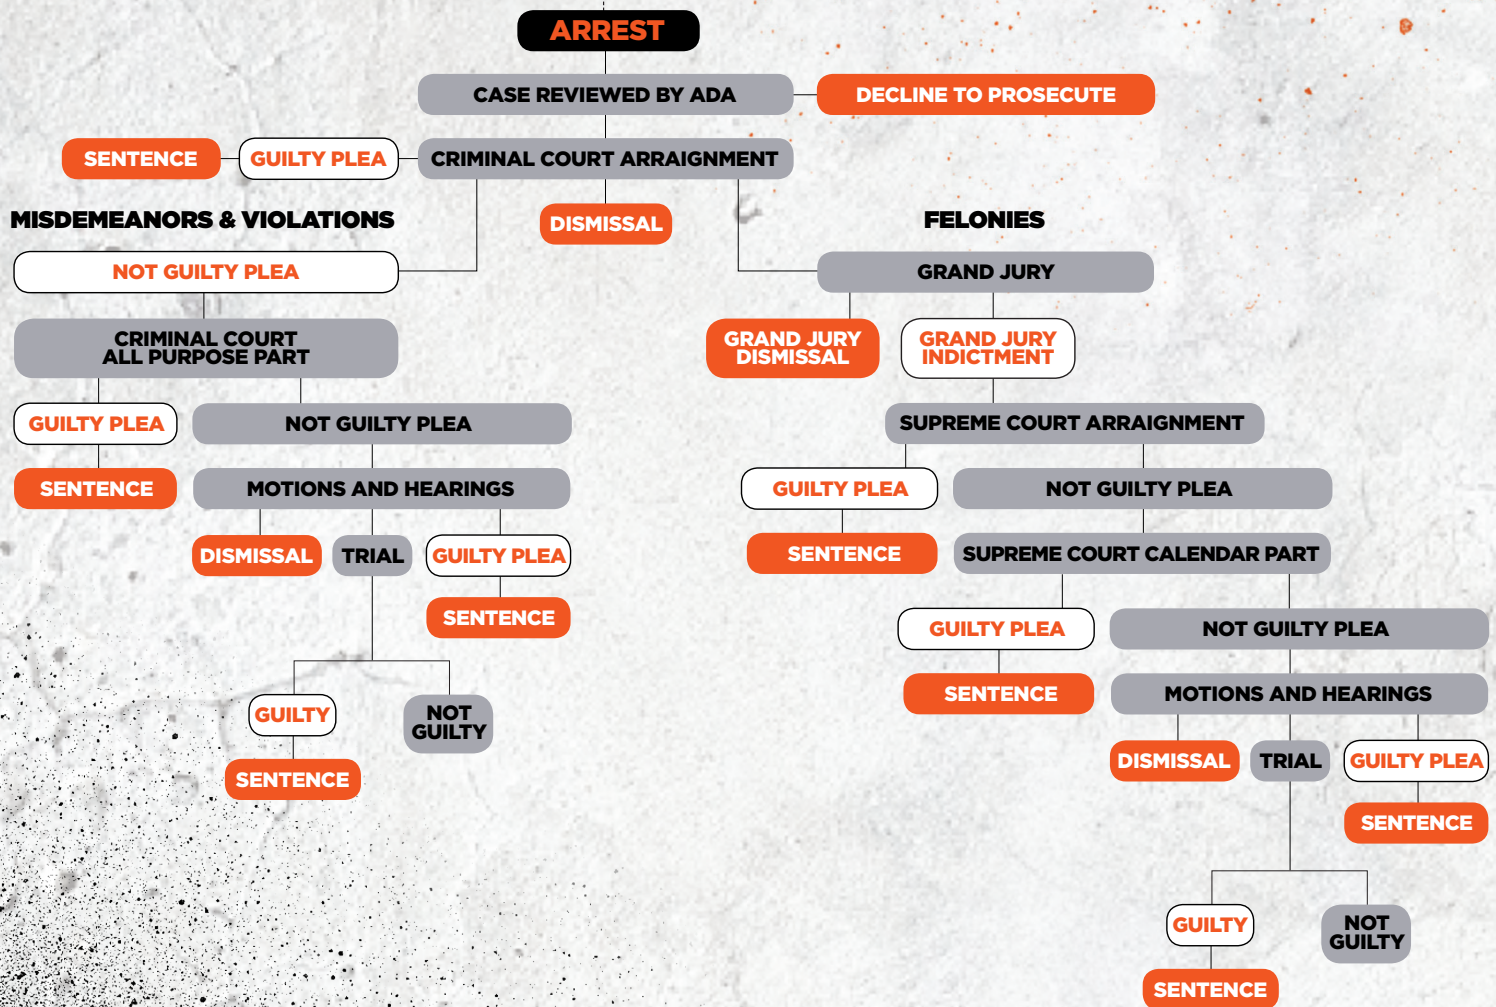 ARREST
CASE REVIEWED BY ADA
DECLINE TO PROSECUTE
SENTENCE
GUILTY PLEA
CRIMINAL COURT ARRAIGNMENT
MISDEMEANORS & VIOLATIONS
DISMISSAL
FELONIES
NOT GUILTY PLEA
GRAND JURY
CRIMINAL COURT
ALL PURPOSE PART
GRAND JURY
DISMISSAL
GRAND JURY
INDICTMENT
GUILTY PLEA
NOT GUILTY PLEA
SUPREME COURT ARRAIGNMENT
SENTENCE
MOTIONS AND HEARINGS
GUILTY PLEA
NOT GUILTY PLEA
DISMISSAL
TRIAL
GUILTY PLEA
SENTENCE
SUPREME COURT CALENDAR PART
SENTENCE
GUILTY PLEA
NOT GUILTY PLEA
SENTENCE
MOTIONS AND HEARINGS
GUILTY
NOT
GUILTY
DISMISSAL
TRIAL
GUILTY PLEA
SENTENCE
SENTENCE
GUILTY
NOT
GUILTY
SENTENCE